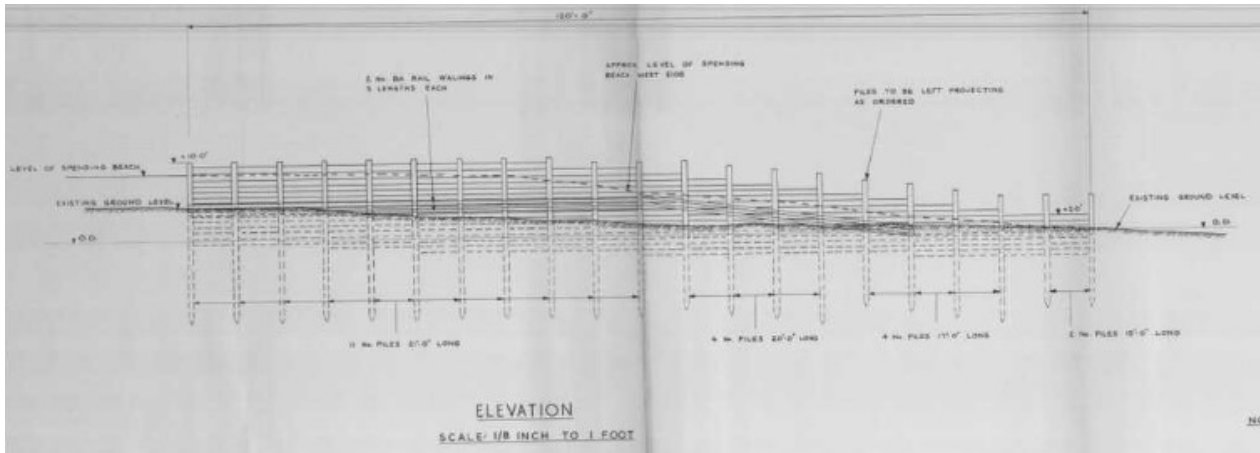 120'-0"
2 No BH RAIL WALINGS IN
5 LENGTHS EACH
APPROX LEVEL OF SPENDING
BEACH WEST SIDE
PILES TO BE LEFT PROJECTING
AS ORDERED
+10.0'
LEVEL OF SPENDING BEACH
EXISTING GROUND LEVEL
EXISTING GROUND LEVEL
O.D.
O.D.
11 No. PILES 21'-0" LONG
4 No. PILES 20'-0" LONG
4 No. PILES 17'-0" LONG
2 No. PILES 15'-0" LONG
ELEVATION
SCALE: 1/8 INCH TO 1 FOOT